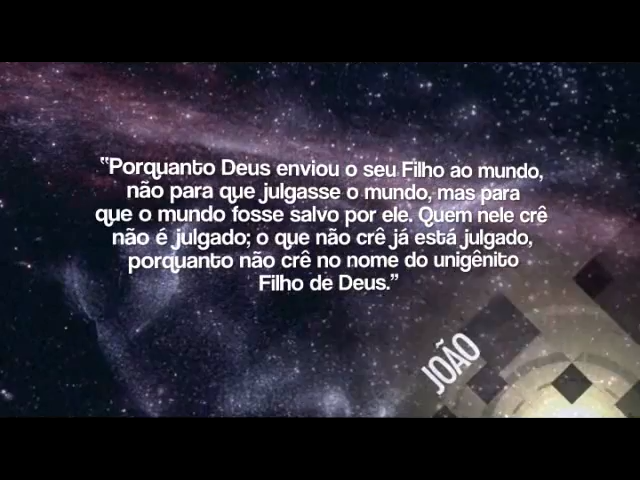 “Porquanto Deus enviou o seu Filho ao mundo,
não para que julgasse o mundo, mas para
que o mundo fosse salvo por ele. Quem nele crê
não é julgado; o que não crê já está julgado,
porquanto não crê no nome do unigênito
Filho de Deus.”
JOÃO